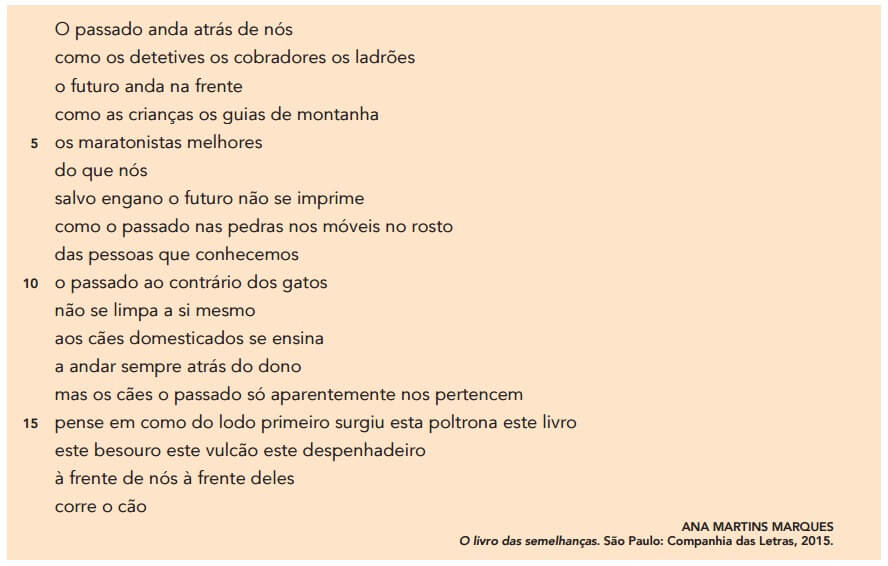 O passado anda atrás de nós
como os detetives os cobradores os ladrões
o futuro anda na frente
como as crianças os guias de montanha
5 os maratonistas melhores
do que nós
salvo engano o futuro não se imprime
como o passado nas pedras nos móveis no rosto
das pessoas que conhecemos
10 o passado ao contrário dos gatos
não se limpa a si mesmo
aos cães domesticados se ensina
a andar sempre atrás do dono
mas os cães o passado só aparentemente nos pertencem
15 pense em como do lodo primeiro surgiu esta poltrona este livro
este besouro este vulcão este despenhadeiro
à frente de nós à frente deles
corre o cão
ANA MARTINS MARQUES
O livro das semelhanças. São Paulo: Companhia das Letras, 2015.